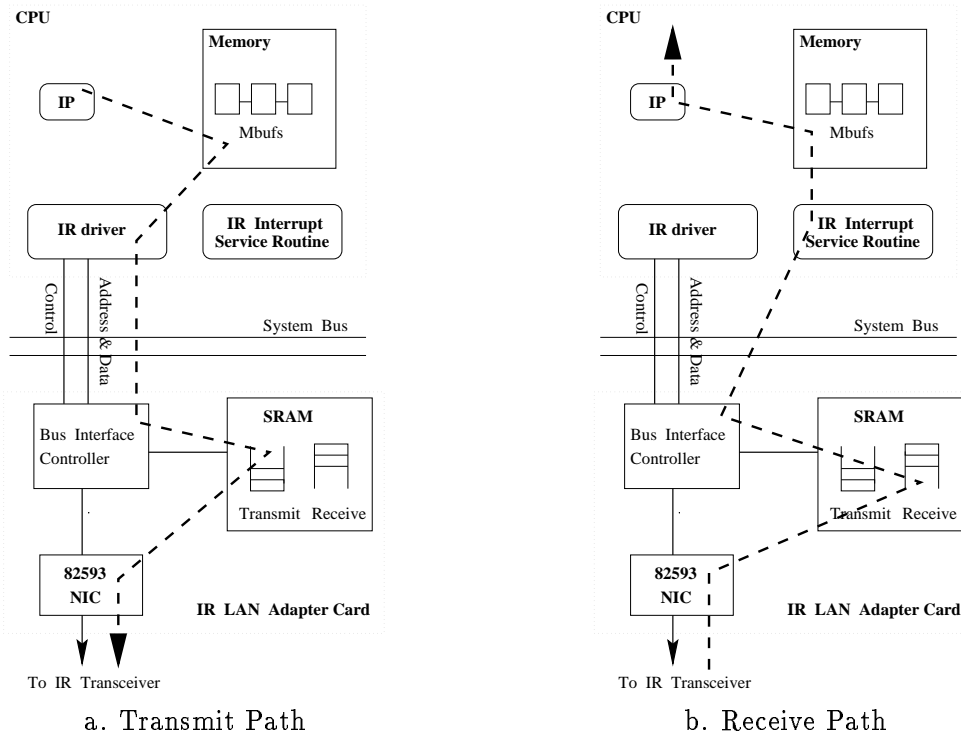 CPU
Memory
IP
Mbufs
IR driver
IR Interrupt
Service Routine
Control
Address & Data
System Bus
Bus Interface
Controller
SRAM
Transmit Receive
82593
NIC
IR LAN Adapter Card
To IR Transceiver
a. Transmit Path
CPU
Memory
IP
Mbufs
IR driver
IR Interrupt
Service Routine
Control
Address & Data
System Bus
Bus Interface
Controller
SRAM
Transmit Receive
82593
NIC
IR LAN Adapter Card
To IR Transceiver
b. Receive Path